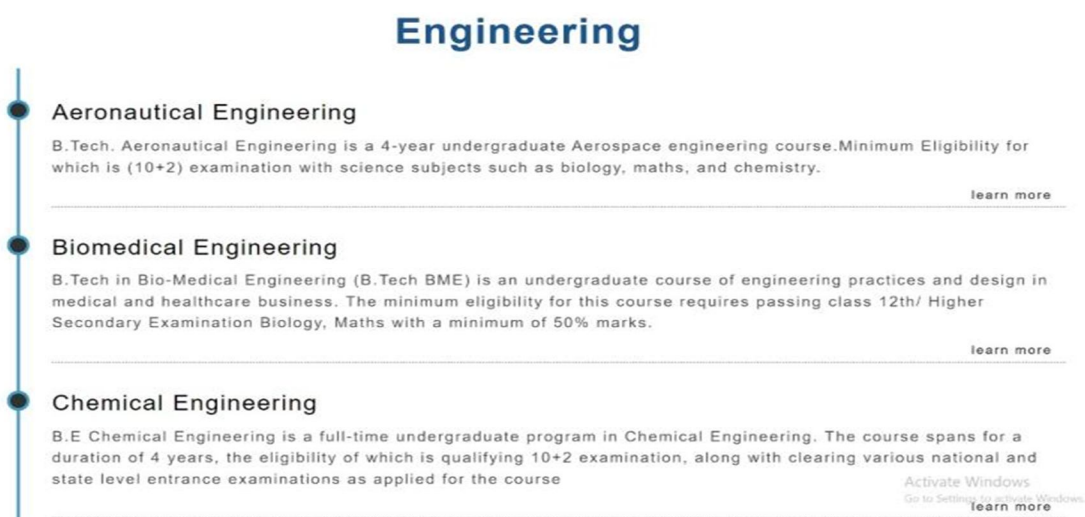 Engineering
Aeronautical Engineering
B.Tech. Aeronautical Engineering is a 4-year undergraduate Aerospace engineering course.Minimum Eligibility for
which is (10+2) examination with science subjects such as biology, maths, and chemistry.
learn more
Biomedical Engineering
B.Tech in Bio-Medical Engineering (B.Tech BME) is an undergraduate course of engineering practices and design in
medical and healthcare business. The minimum eligibility for this course requires passing class 12th/ Higher
Secondary Examination Biology, Maths with a minimum of 50% marks.
learn more
Chemical Engineering
B.E Chemical Engineering is a full-time undergraduate program in Chemical Engineering. The course spans for a
duration of 4 years, the eligibility of which is qualifying 10+2 examination, along with clearing various national and
state level entrance examinations as applied for the course
Activate Windows
Go to Settings to activate Windows.
learn more